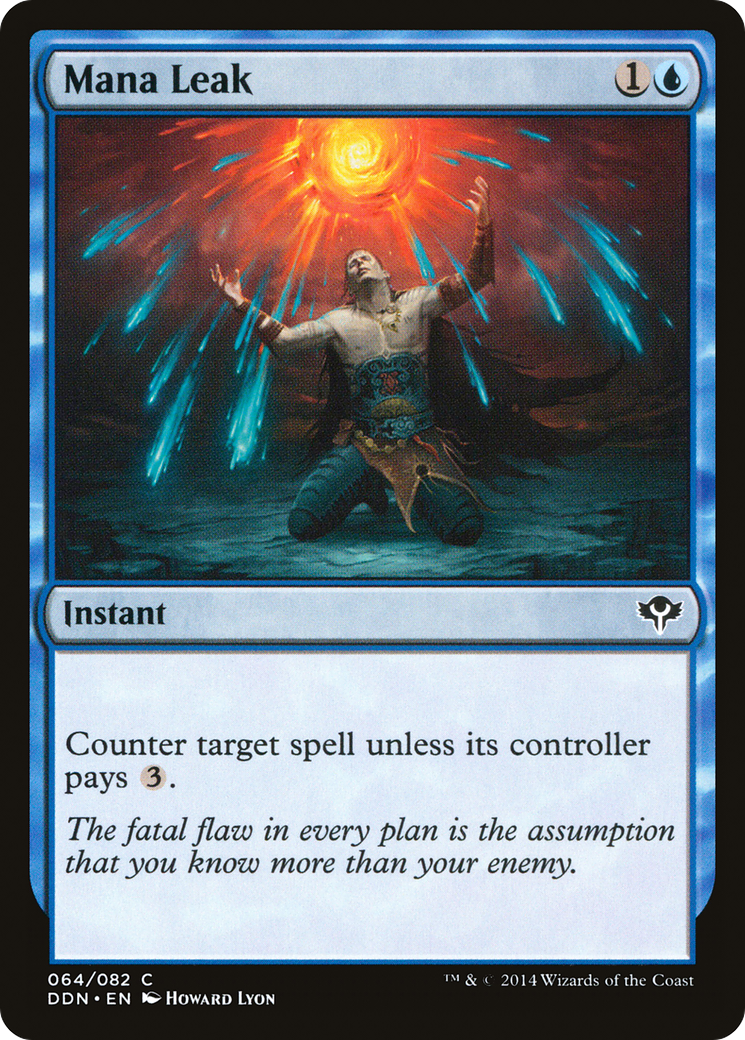 Mana Leak 1
Instant
Counter target spell unless its controller
pays 3.
The fatal flaw in every plan is the assumption
that you know more than your enemy.
064/082 C ™ & © 2014 Wizards of the Coast
DDN • EN Howard Lyon